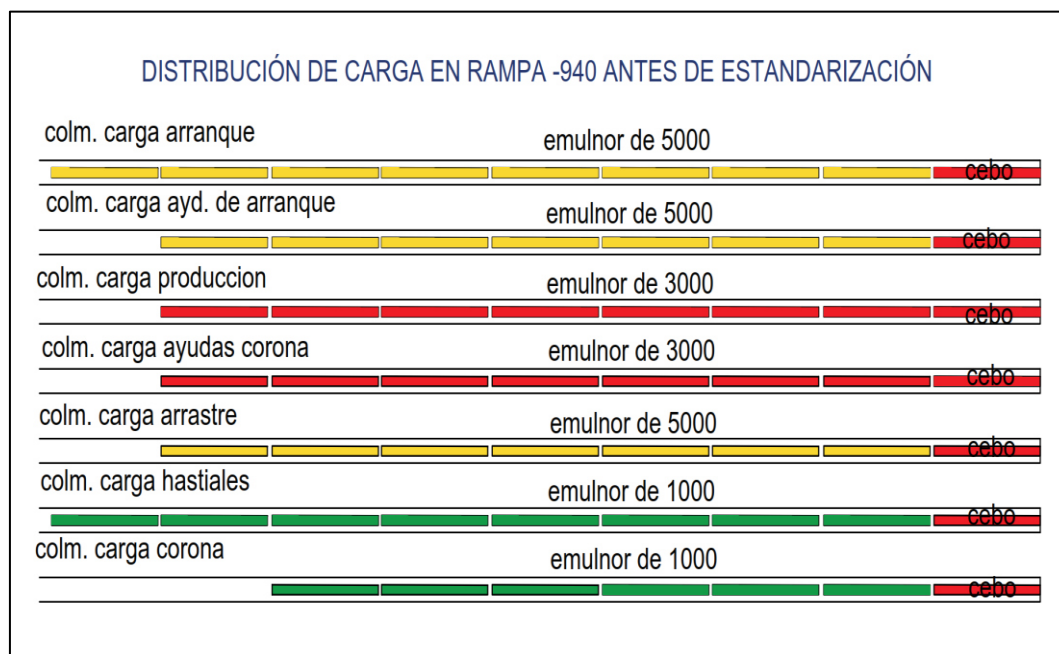 DISTRIBUCIÓN DE CARGA EN RAMPA -940 ANTES DE ESTANDARIZACIÓN
colm. carga arranque
emulnor de 5000
cebo
colm. carga ayd. de arranque
emulnor de 5000
cebo
colm. carga produccion
emulnor de 3000
cebo
colm. carga ayudas corona
emulnor de 3000
cebo
colm. carga arrastre
emulnor de 5000
cebo
colm. carga hastiales
emulnor de 1000
cebo
colm. carga corona
emulnor de 1000
cebo